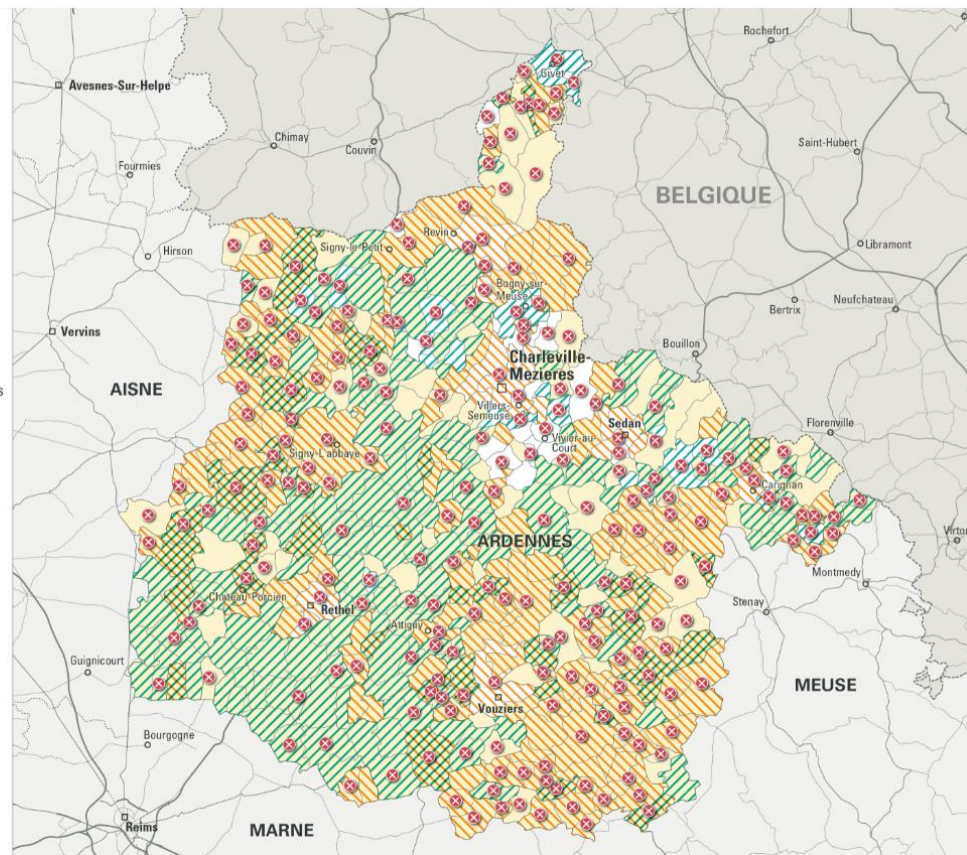 Rochefort
Givet
Avesnes-Sur-Helpe
Chimay
Couvin
Saint-Hubert
Fourmies
BELGIQUE
Revin
Signy-le-Petit
Hirson
Libramont
Bogny-sur-
Meuse
Bertrix
Neufchateau
Vervins
Bouillon
Charleville-
Mezieres
AISNE
s
Villers-
Semeuse
Sedan
Florenville
Vivier-au-
Court
Signy-L'abbaye
Carignan
ARDENNES
Virto
Montmedy
Chateau-Porcien
Rethel
Stenay
Attigny
Guignicourt
MEUSE
Vouziers
Bourgogne
Reims
MARNE